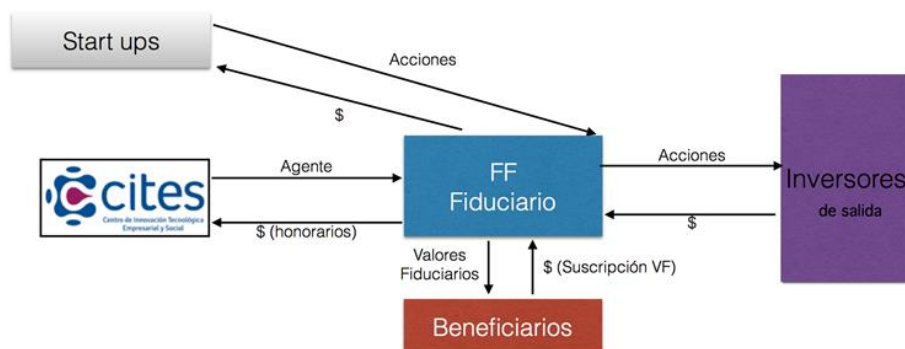 Start ups
Acciones
$
cites
Centro de Innovación Tecnológica
Empresarial y Social
Agente
$ (honorarios)
FF
Fiduciario
Acciones
$
Inversores
de salida
Valores
Fiduciarios
$ (Suscripción VF)
Beneficiarios